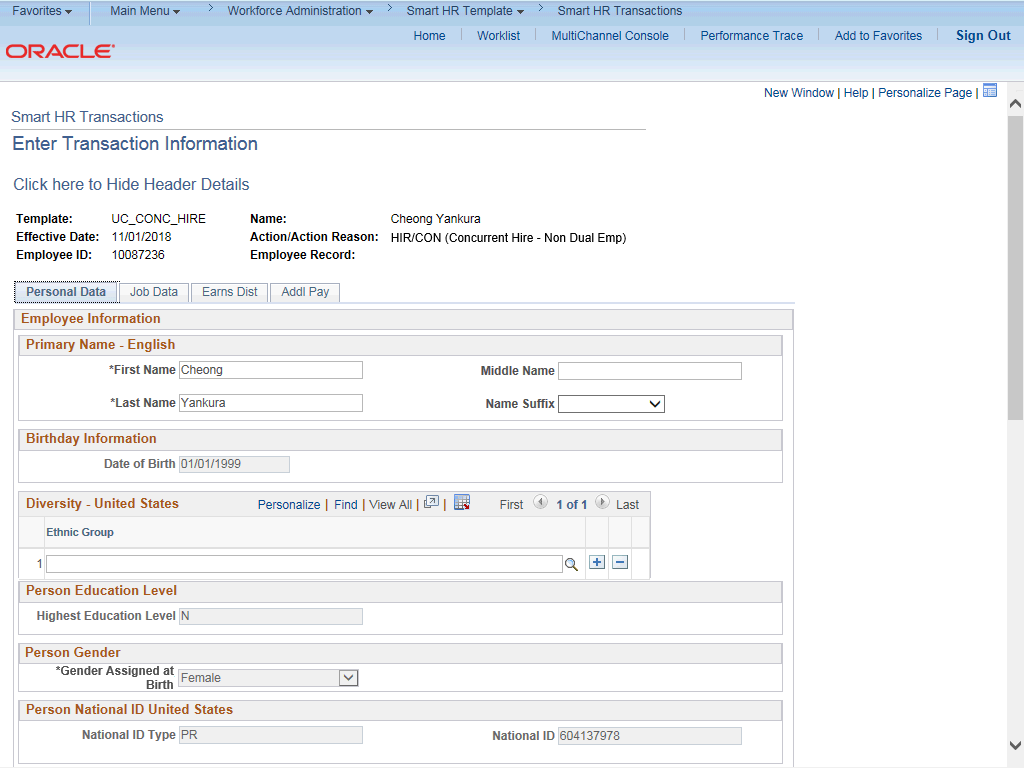 Favorites Main Menu > Workforce Administration > Smart HR Template > Smart HR Transactions
Home Worklist MultiChannel Console Performance Trace Add to Favorites Sign Out
ORACLE
New Window | Help | Personalize Page |
Smart HR Transactions
Enter Transaction Information
Click here to Hide Header Details
Template: UC_CONC_HIRE Name: Cheong Yankura
Effective Date: 11/01/2018 Action/Action Reason: HIR/CON (Concurrent Hire - Non Dual Emp)
Employee ID: 10087236 Employee Record:
Personal Data Job Data Earns Dist Addl Pay
Employee Information
Primary Name - English
*First Name Cheong Middle Name
*Last Name Yankura Name Suffix
Birthday Information
Date of Birth 01/01/1999
Diversity - United States Personalize | Find | View All | | First 1 of 1 Last
Ethnic Group
1
Person Education Level
Highest Education Level N
Person Gender
*Gender Assigned at
Birth Female
Person National ID United States
National ID Type PR National ID 604137978